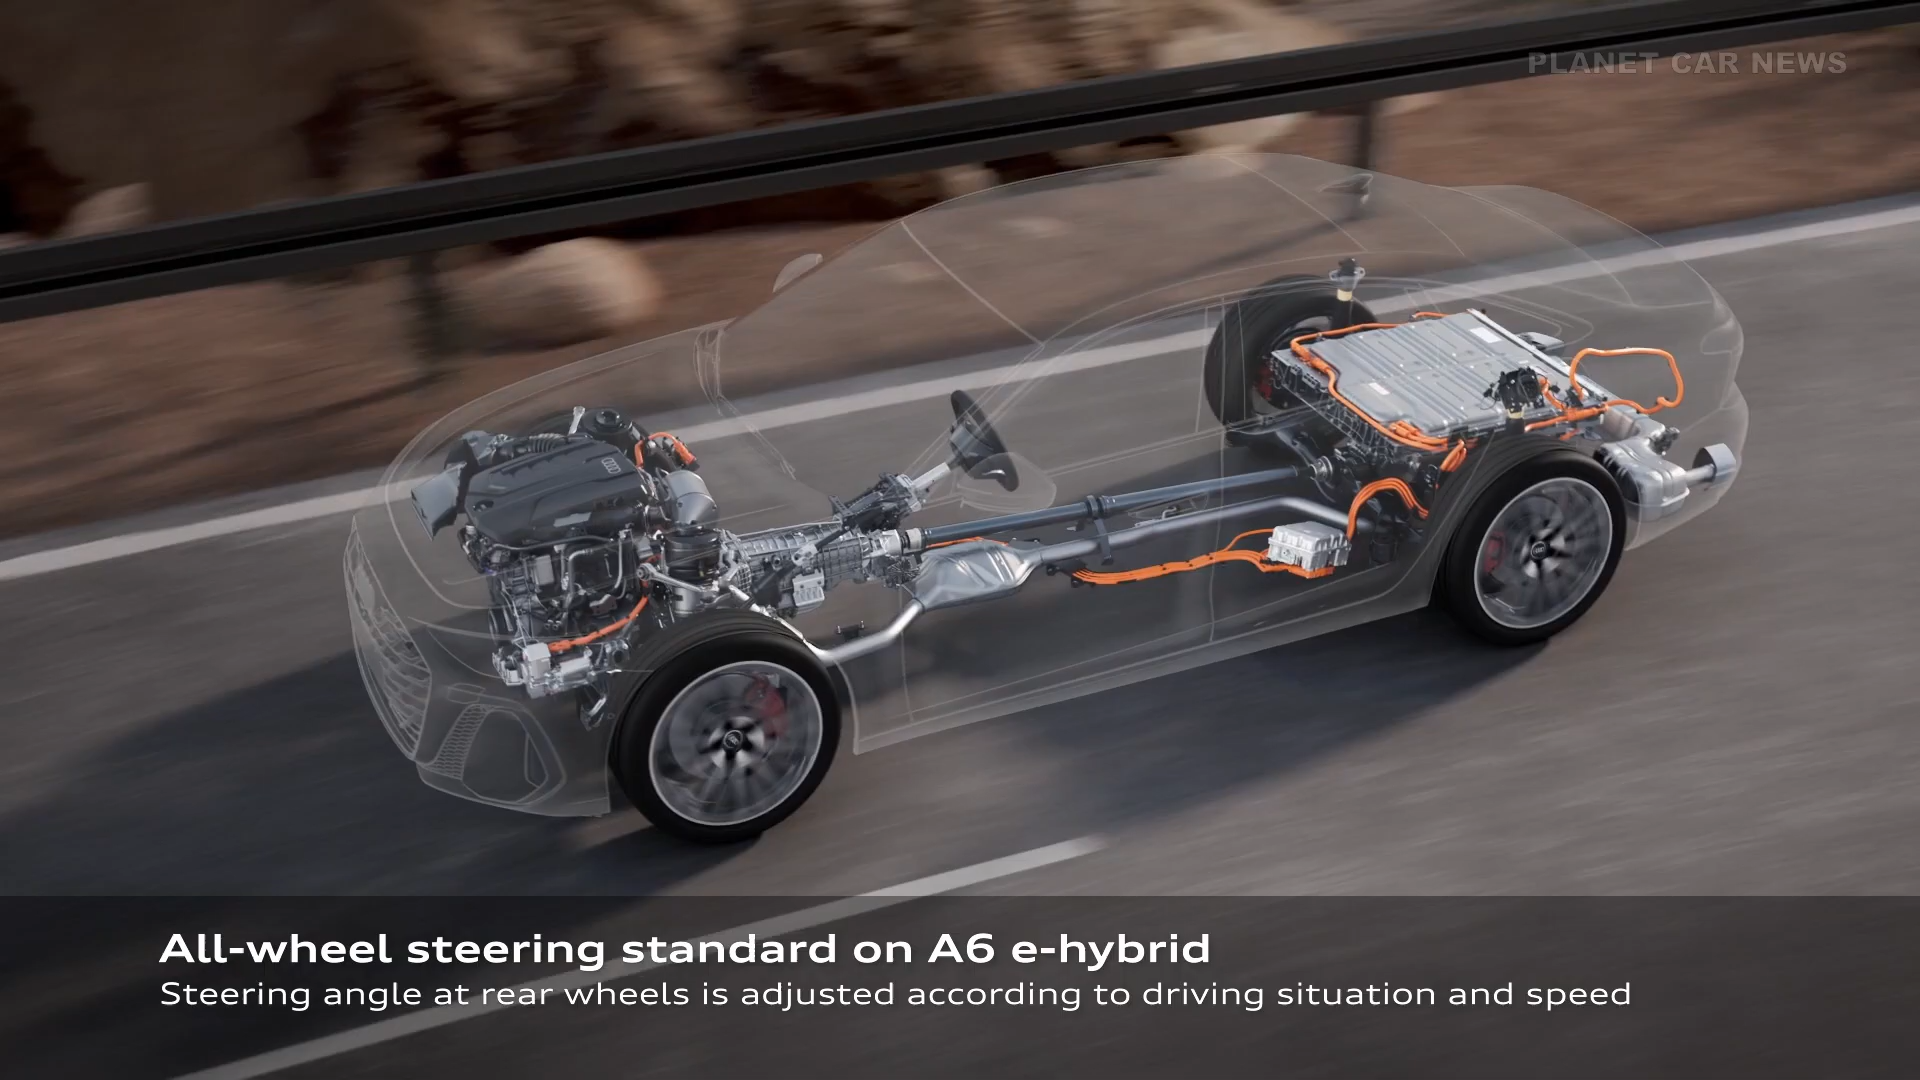 PLANET CAR NEWS
All-wheel steering standard on A6 e-hybrid
Steering angle at rear wheels is adjusted according to driving situation and speed